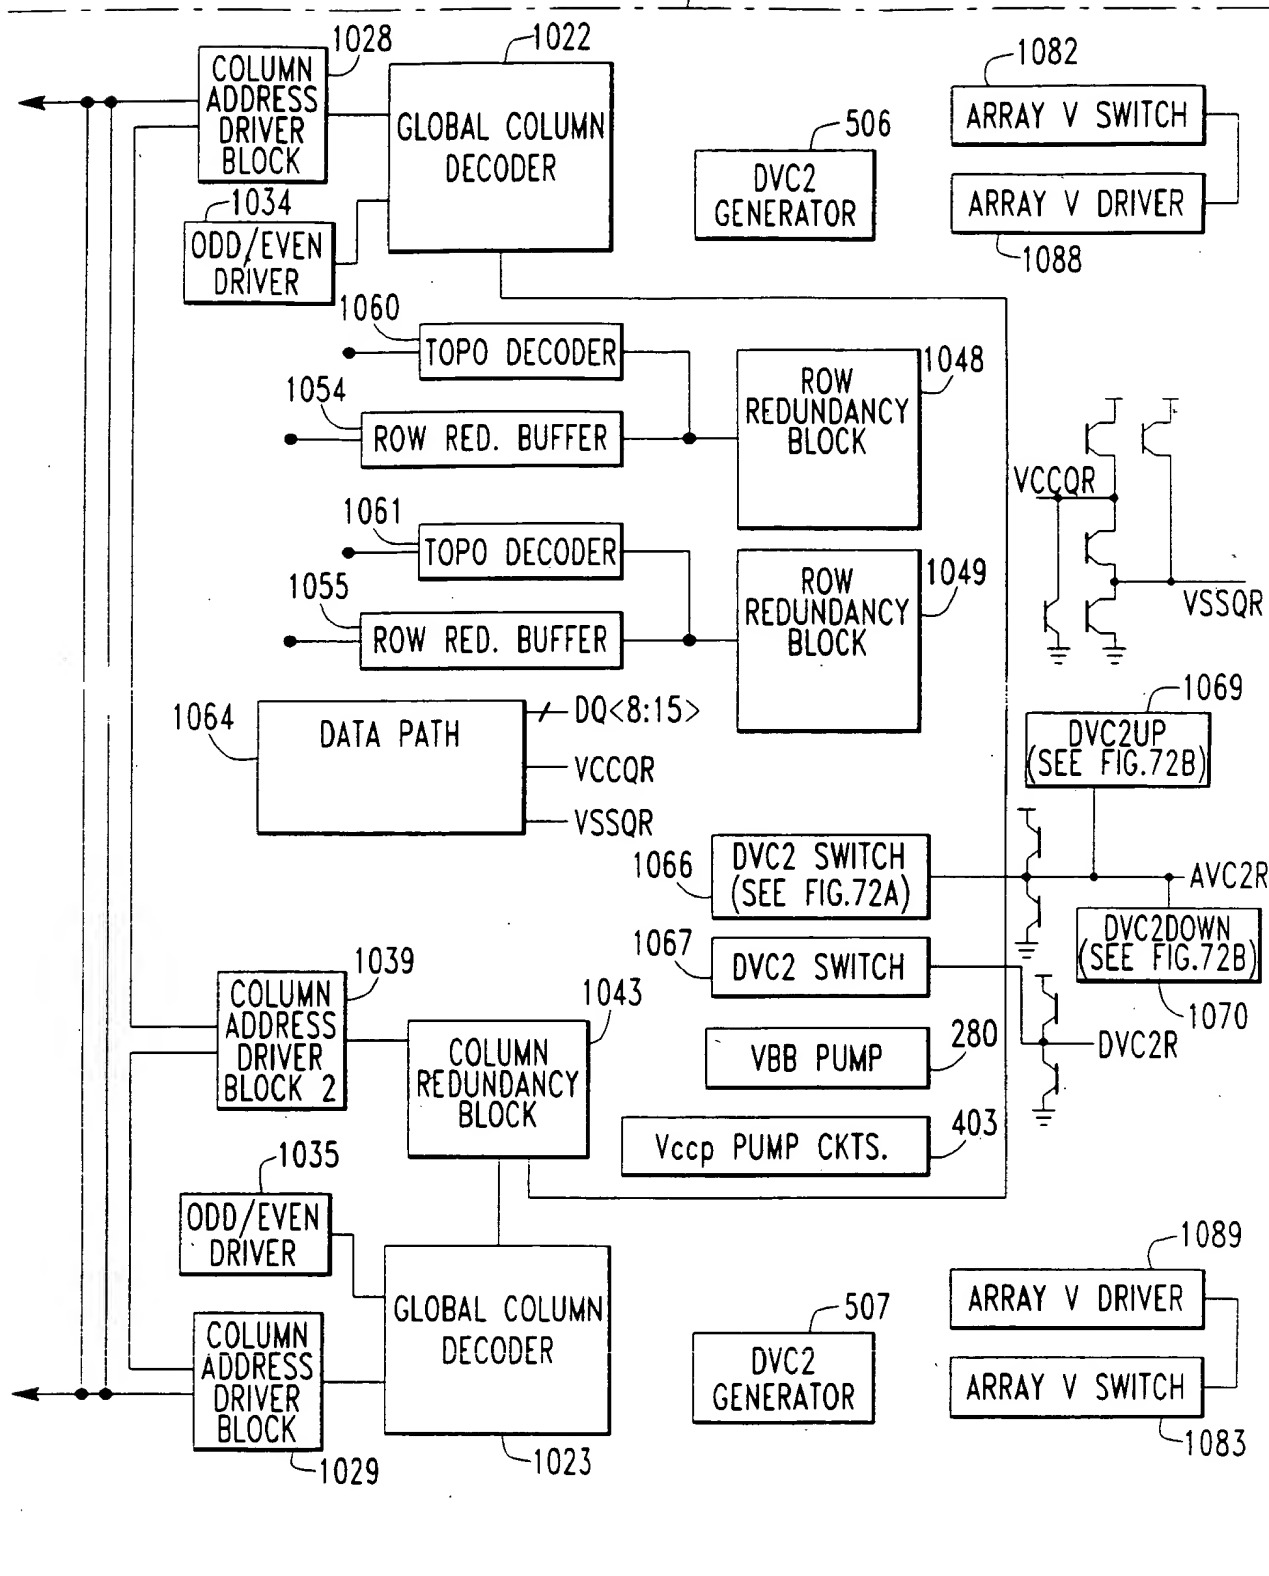 1028
COLUMN
ADDRESS
DRIVER
BLOCK
1022
GLOBAL COLUMN
DECODER
1034
ODD/EVEN
DRIVER
506
DVC2
GENERATOR
1082
ARRAY V SWITCH
ARRAY V DRIVER
1088
1060
TOPO DECODER
1054
ROW RED. BUFFER
1048
ROW
REDUNDANCY
BLOCK
1061
TOPO DECODER
1055
ROW RED. BUFFER
1049
ROW
REDUNDANCY
BLOCK
VCCQR
VSSQR
1064
DATA PATH
DQ<8:15>
VCCQR
VSSQR
1069
DVC2UP
(SEE FIG.72B)
1066
DVC2 SWITCH
(SEE FIG.72A)
AVC2R
DVC2DOWN
(SEE FIG.72B)
1070
1067
DVC2 SWITCH
DVC2R
1039
COLUMN
ADDRESS
DRIVER
BLOCK 2
1043
COLUMN
REDUNDANCY
BLOCK
280
VBB PUMP
403
Vccp PUMP CKTS.
1035
ODD/EVEN
DRIVER
GLOBAL COLUMN
DECODER
1023
COLUMN
ADDRESS
DRIVER
BLOCK
1029
507
DVC2
GENERATOR
1089
ARRAY V DRIVER
ARRAY V SWITCH
1083